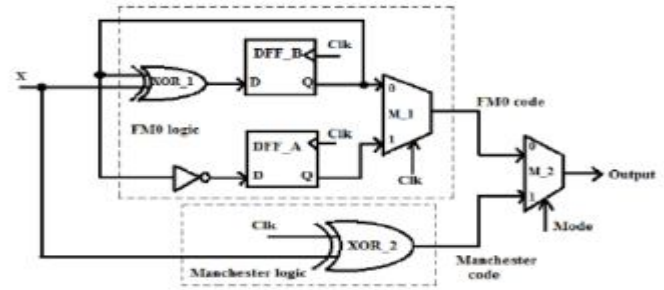 X
XOR_1
DFF_B
Clk
D
Q
0
M_1
1
Clk
FM0 logic
DFF_A
Clk
D
Q
FM0 code
0
M_2
1
Output
Mode
Clk
XOR_2
Manchester logic
Manchester
code